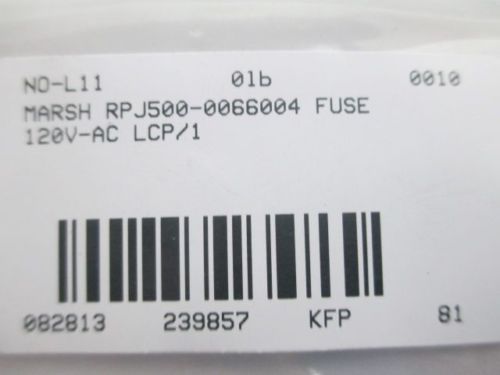 NO-L11 01b 0010
MARSH RPJ500-0066004 FUSE
120V-AC LCP/1
082813 239857 KFP 81